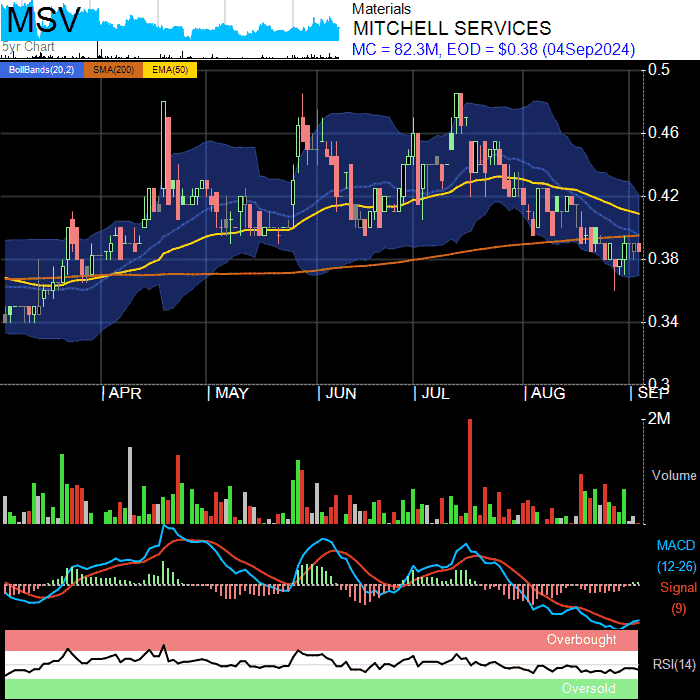 MSV
5yr Chart
Materials
MITCHELL SERVICES
MC = 82.3M, EOD = $0.38 (04Sep2024)
BollBands(20,2) SMA(200) EMA(50)
0.5
0.46
0.42
0.38
0.34
0.3
APR MAY JUN JUL AUG SEP
2M
Volume
MACD
(12-26)
Signal
(9)
Overbought
RSI(14)
Oversold